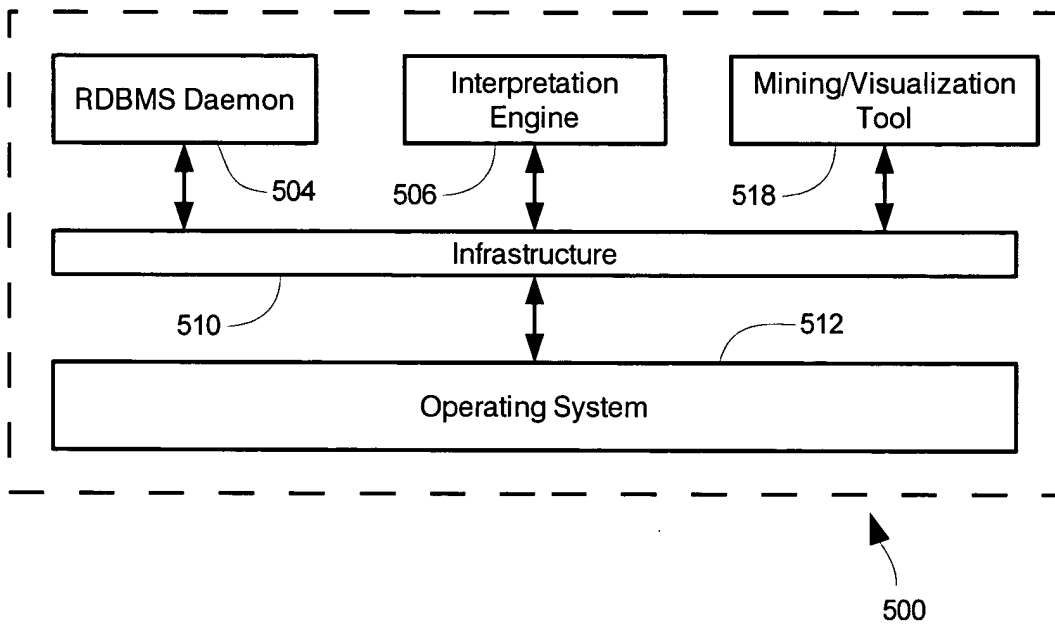 RDBMS Daemon
Interpretation
Engine
Mining/Visualization
Tool
504
506
518
Infrastructure
510
512
Operating System
500